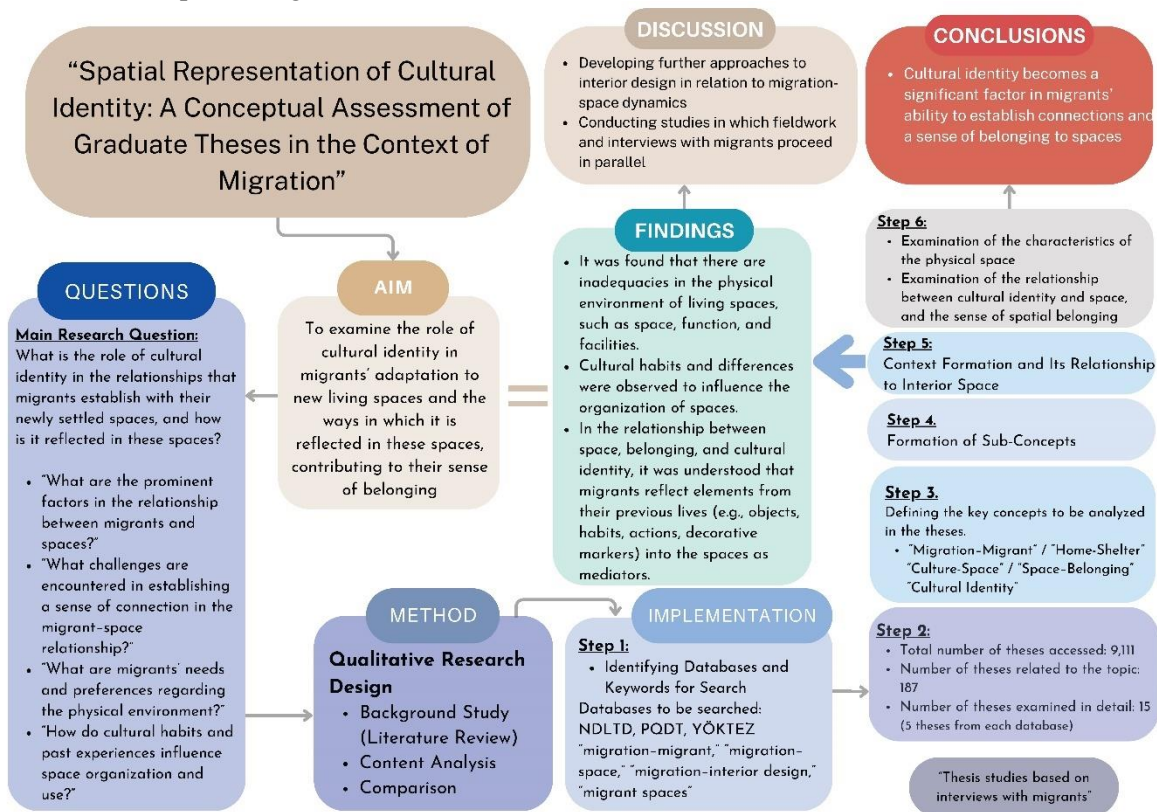 "Spatial Representation of Cultural
Identity: A Conceptual Assessment of
Graduate Theses in the Context of
Migration"
DISCUSSION
• Developing further approaches to
interior design in relation to migration-
space dynamics
• Conducting studies in which fieldwork
and interviews with migrants proceed
in parallel
CONCLUSIONS
• Cultural identity becomes a
significant factor in migrants'
ability to establish connections and
a sense of belonging to spaces
QUESTIONS
Main Research Question:
What is the role of cultural
identity in the relationships that
migrants establish with their
newly settled spaces, and how
is it reflected in these spaces?
• "What are the prominent
factors in the relationship
between migrants and
spaces?"
• "What challenges are
encountered in establishing
a sense of connection in the
migrant–space
relationship?"
• "What are migrants' needs
and preferences regarding
the physical environment?"
• "How do cultural habits and
past experiences influence
space organization and
use?"
AIM
To examine the role of
cultural identity in
migrants' adaptation to
new living spaces and the
ways in which it is
reflected in these spaces,
contributing to their sense
of belonging
FINDINGS
• It was found that there are
inadequacies in the physical
environment of living spaces,
such as space, function, and
facilities.
• Cultural habits and differences
were observed to influence the
organization of spaces.
• In the relationship between
space, belonging, and cultural
identity, it was understood that
migrants reflect elements from
their previous lives (e.g., objects,
habits, actions, decorative
markers) into the spaces as
mediators.
METHOD
Qualitative Research
Design
• Background Study
(Literature Review)
• Content Analysis
• Comparison
IMPLEMENTATION
Step 1:
• Identifying Databases and
Keywords for Search
Databases to be searched:
NDLTD, PQDT, YÖKTEZ
"migration–migrant," "migration–
space," "migration–interior design,"
"migrant spaces"
Step 6:
• Examination of the characteristics of
the physical space
• Examination of the relationship
between cultural identity and space,
and the sense of spatial belonging
Step 5:
Context Formation and Its Relationship
to Interior Space
Step 4.
Formation of Sub-Concepts
Step 3.
Defining the key concepts to be analyzed
in the theses.
• "Migration–Migrant" / "Home-Shelter"
"Culture-Space" / "Space–Belonging"
"Cultural Identity"
Step 2:
• Total number of theses accessed: 9,111
• Number of theses related to the topic:
187
• Number of theses examined in detail: 15
(5 theses from each database)
"Thesis studies based on
interviews with migrants"